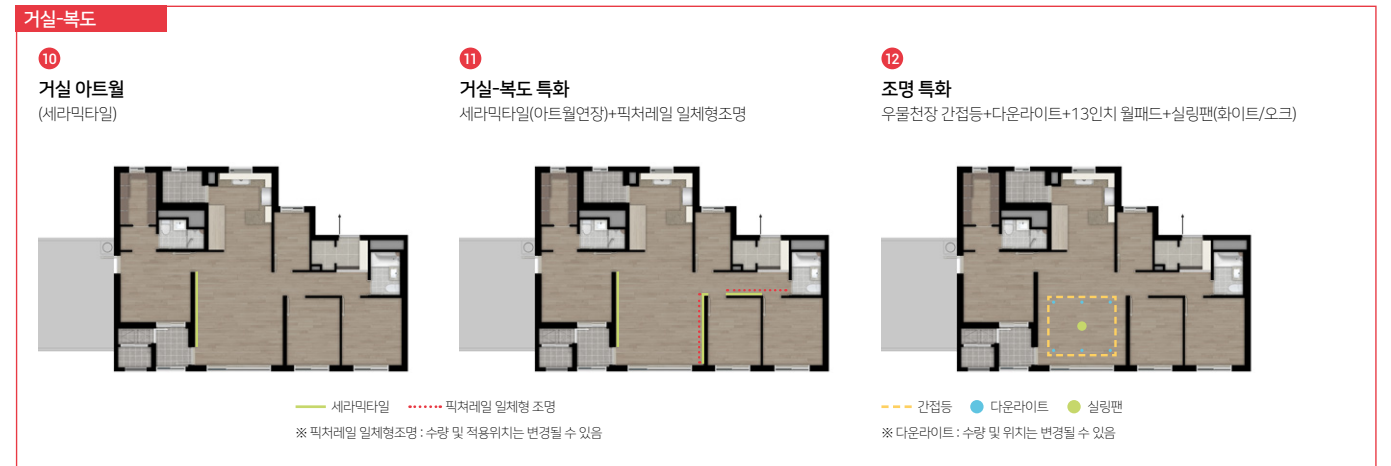 거실-복도
10
거실 아트월
(세라믹타일)
11
거실-복도 특화
세라믹타일(아트월연장)+픽처레일 일체형조명
12
조명 특화
우물천장 간접등+다운라이트+13인치 월패드+실링팬(화이트/오크)
세라믹타일
픽쳐레일 일체형 조명
※ 픽처레일 일체형조명 : 수량 및 적용위치는 변경될 수 있음
간접등
다운라이트
실링팬
※ 다운라이트 : 수량 및 위치는 변경될 수 있음